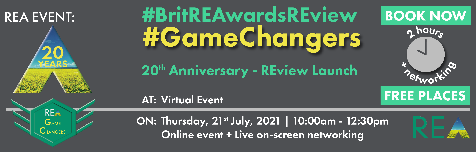 REA EVENT:
#BritREAwardsREview
#GameChangers
BOOK NOW
20
YEARS
2 hours
+ networking
20th Anniversary - REview Launch
AT: Virtual Event
FREE PLACES
REA
GAME
CHANGERS
ON: Thursday, 21st July, 2021 | 10:00am - 12:30pm
Online event + Live on-screen networking
REA